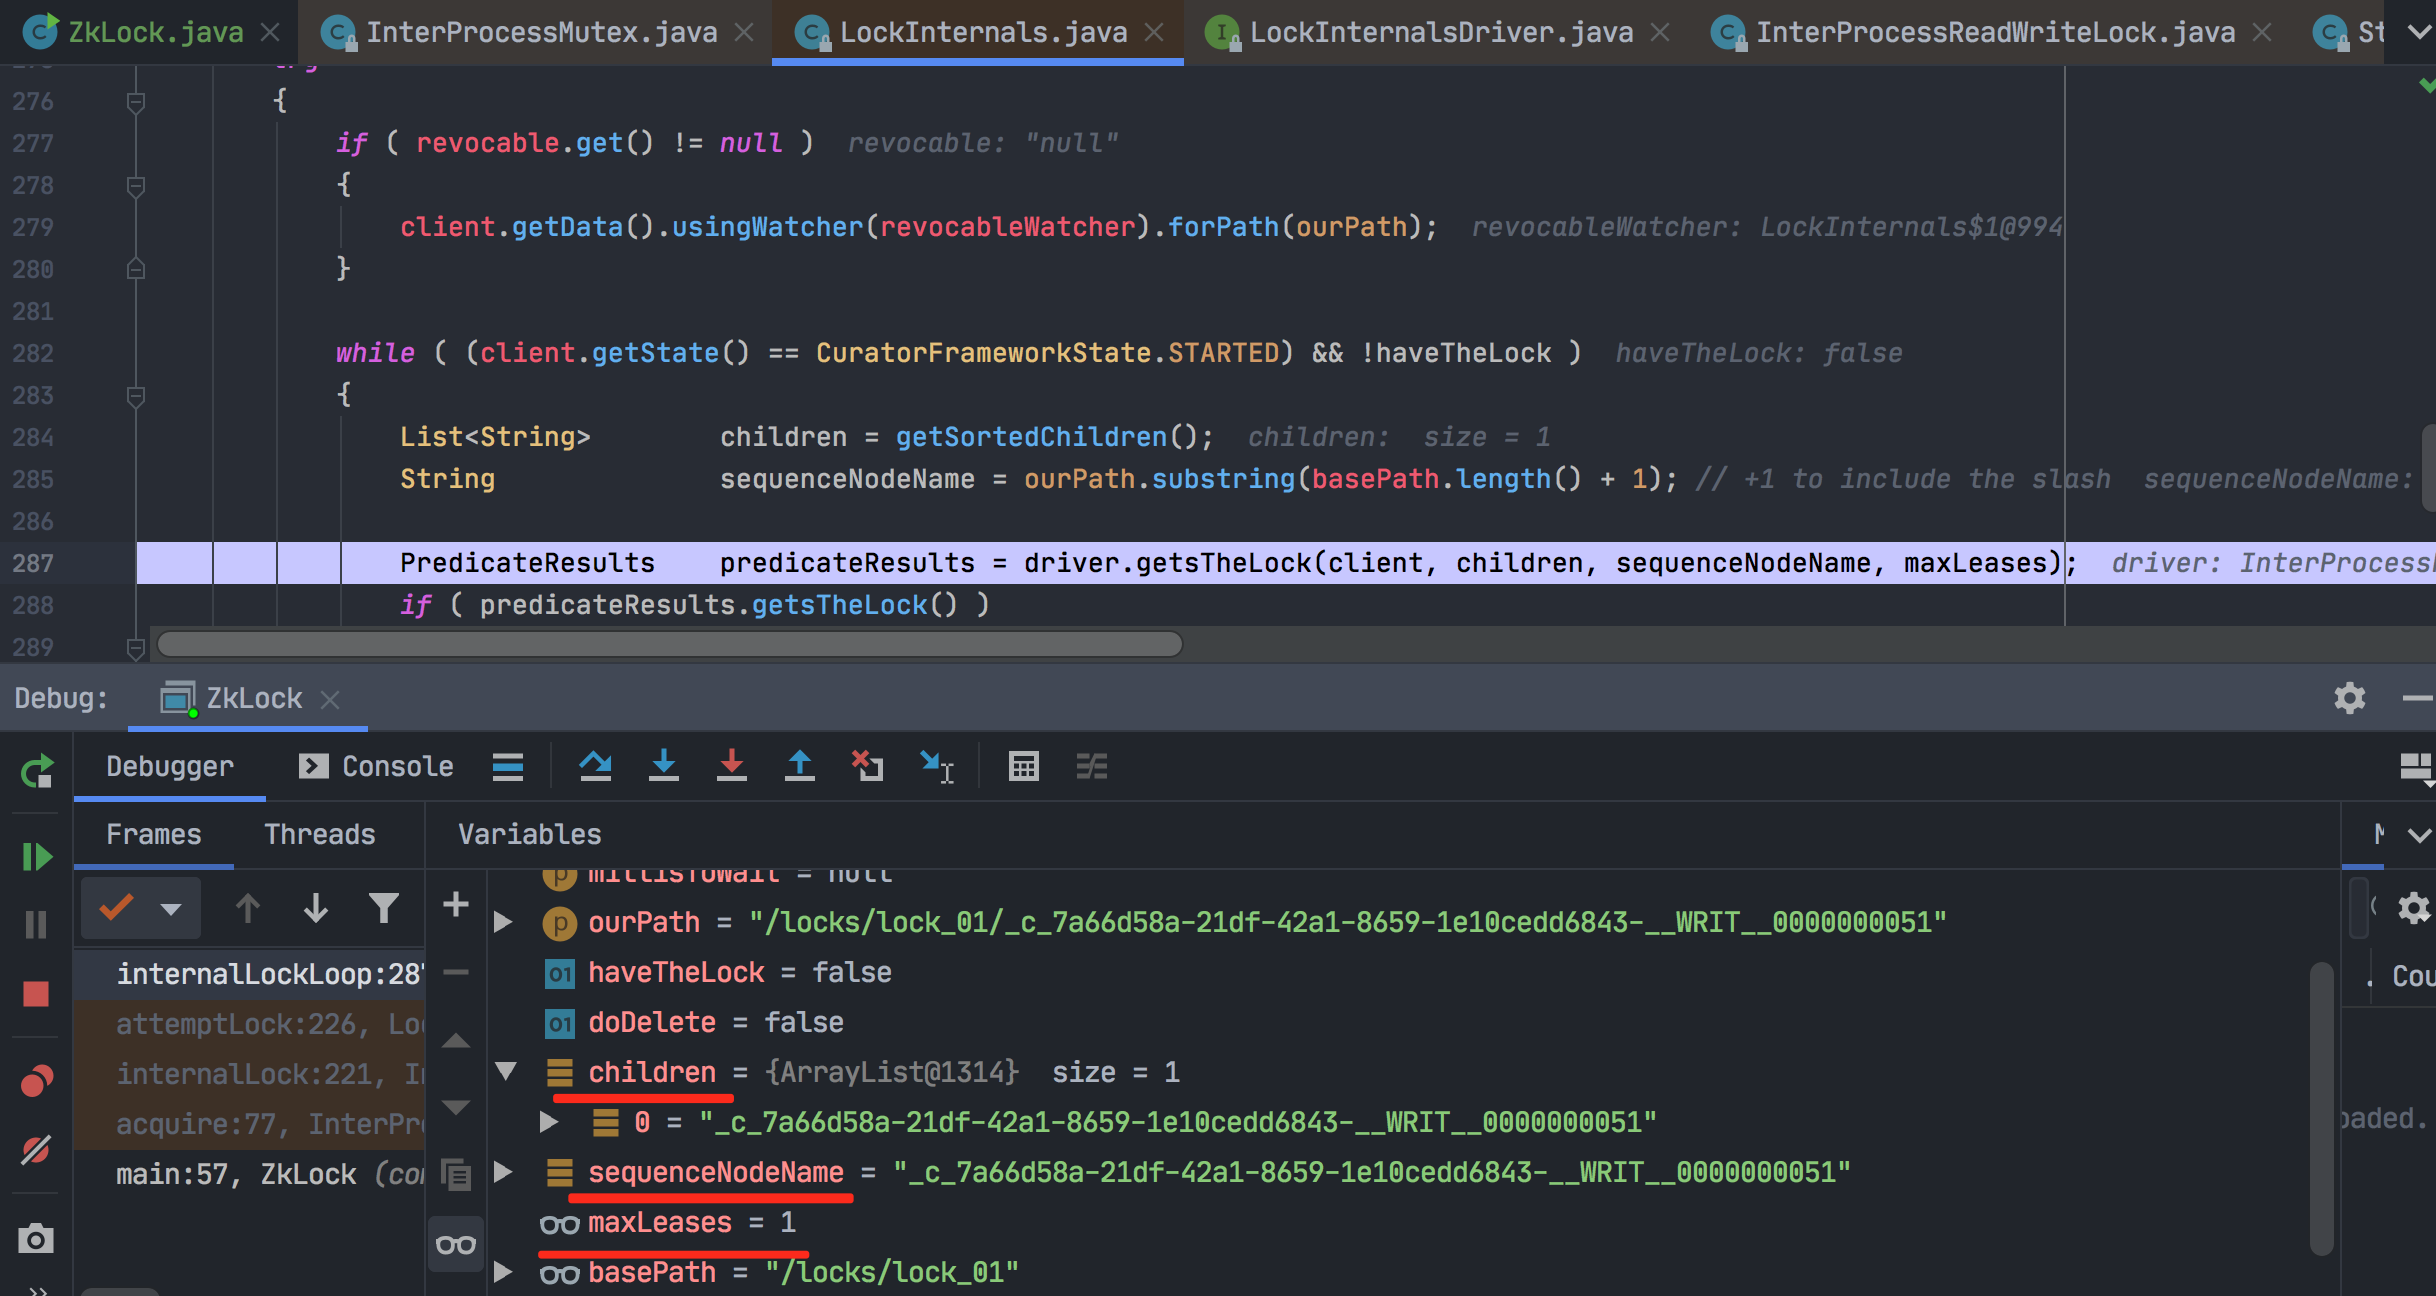 ZkLock.java
InterProcessMutex.java
LockInternals.java
LockInternalsDriver.java
InterProcessReadWriteLock.java
St
276 {
277 if ( revocable.get() != null ) revocable: "null"
278 {
279 client.getData().usingWatcher(revocableWatcher).forPath(ourPath); revocableWatcher: LockInternals$1@994
280 }
281
282 while ( (client.getState() == CuratorFrameworkState.STARTED) && !haveTheLock ) haveTheLock: false
283 {
284 List<String> children = getSortedChildren(); children: size = 1
285 String sequenceNodeName = ourPath.substring(basePath.length() + 1); // +1 to include the slash sequenceNodeName:
286
287 PredicateResults predicateResults = driver.getsTheLock(client, children, sequenceNodeName, maxLeases); driver: InterProcess
288 if ( predicateResults.getsTheLock() )
289
Debug: ZkLock
Debugger Console
Frames Threads Variables
millisToWait = null
ourPath = "/locks/lock_01/_c_7a66d58a-21df-42a1-8659-1e10cedd6843-__WRIT__0000000051"
haveTheLock = false
doDelete = false
children = {ArrayList@1314} size = 1
0 = "_c_7a66d58a-21df-42a1-8659-1e10cedd6843-__WRIT__0000000051"
sequenceNodeName = "_c_7a66d58a-21df-42a1-8659-1e10cedd6843-__WRIT__0000000051"
maxLeases = 1
basePath = "/locks/lock_01"
internalLockLoop:287
attemptLock:226, Lo
internalLock:221, I
acquire:77, InterPr
main:57, ZkLock (co
Cou
oaded.